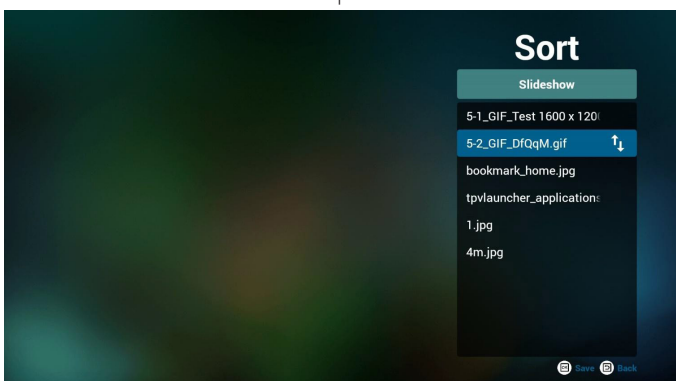 Sort
Slideshow
5-1_GIF_Test 1600 x 120
5-2_GIF_DfQqM.gif
bookmark_home.jpg
tpvlauncher_application
1.jpg
4m.jpg
Save Back